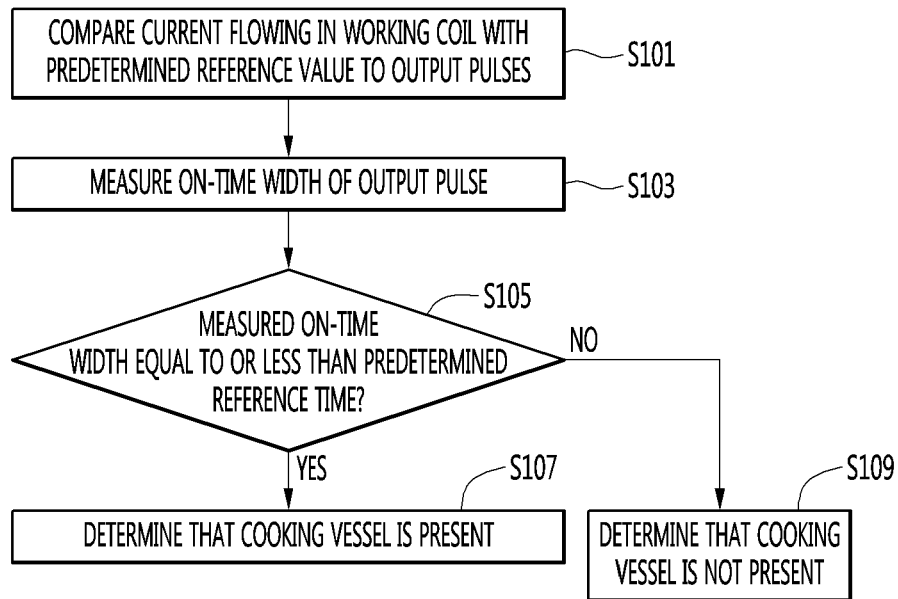 COMPARE CURRENT FLOWING IN WORKING COIL WITH
PREDETERMINED REFERENCE VALUE TO OUTPUT PULSES
S101
MEASURE ON-TIME WIDTH OF OUTPUT PULSE
S103
S105
MEASURED ON-TIME
WIDTH EQUAL TO OR LESS THAN PREDETERMINED
REFERENCE TIME?
NO
YES
S107
DETERMINE THAT COOKING VESSEL IS PRESENT
S109
DETERMINE THAT COOKING
VESSEL IS NOT PRESENT